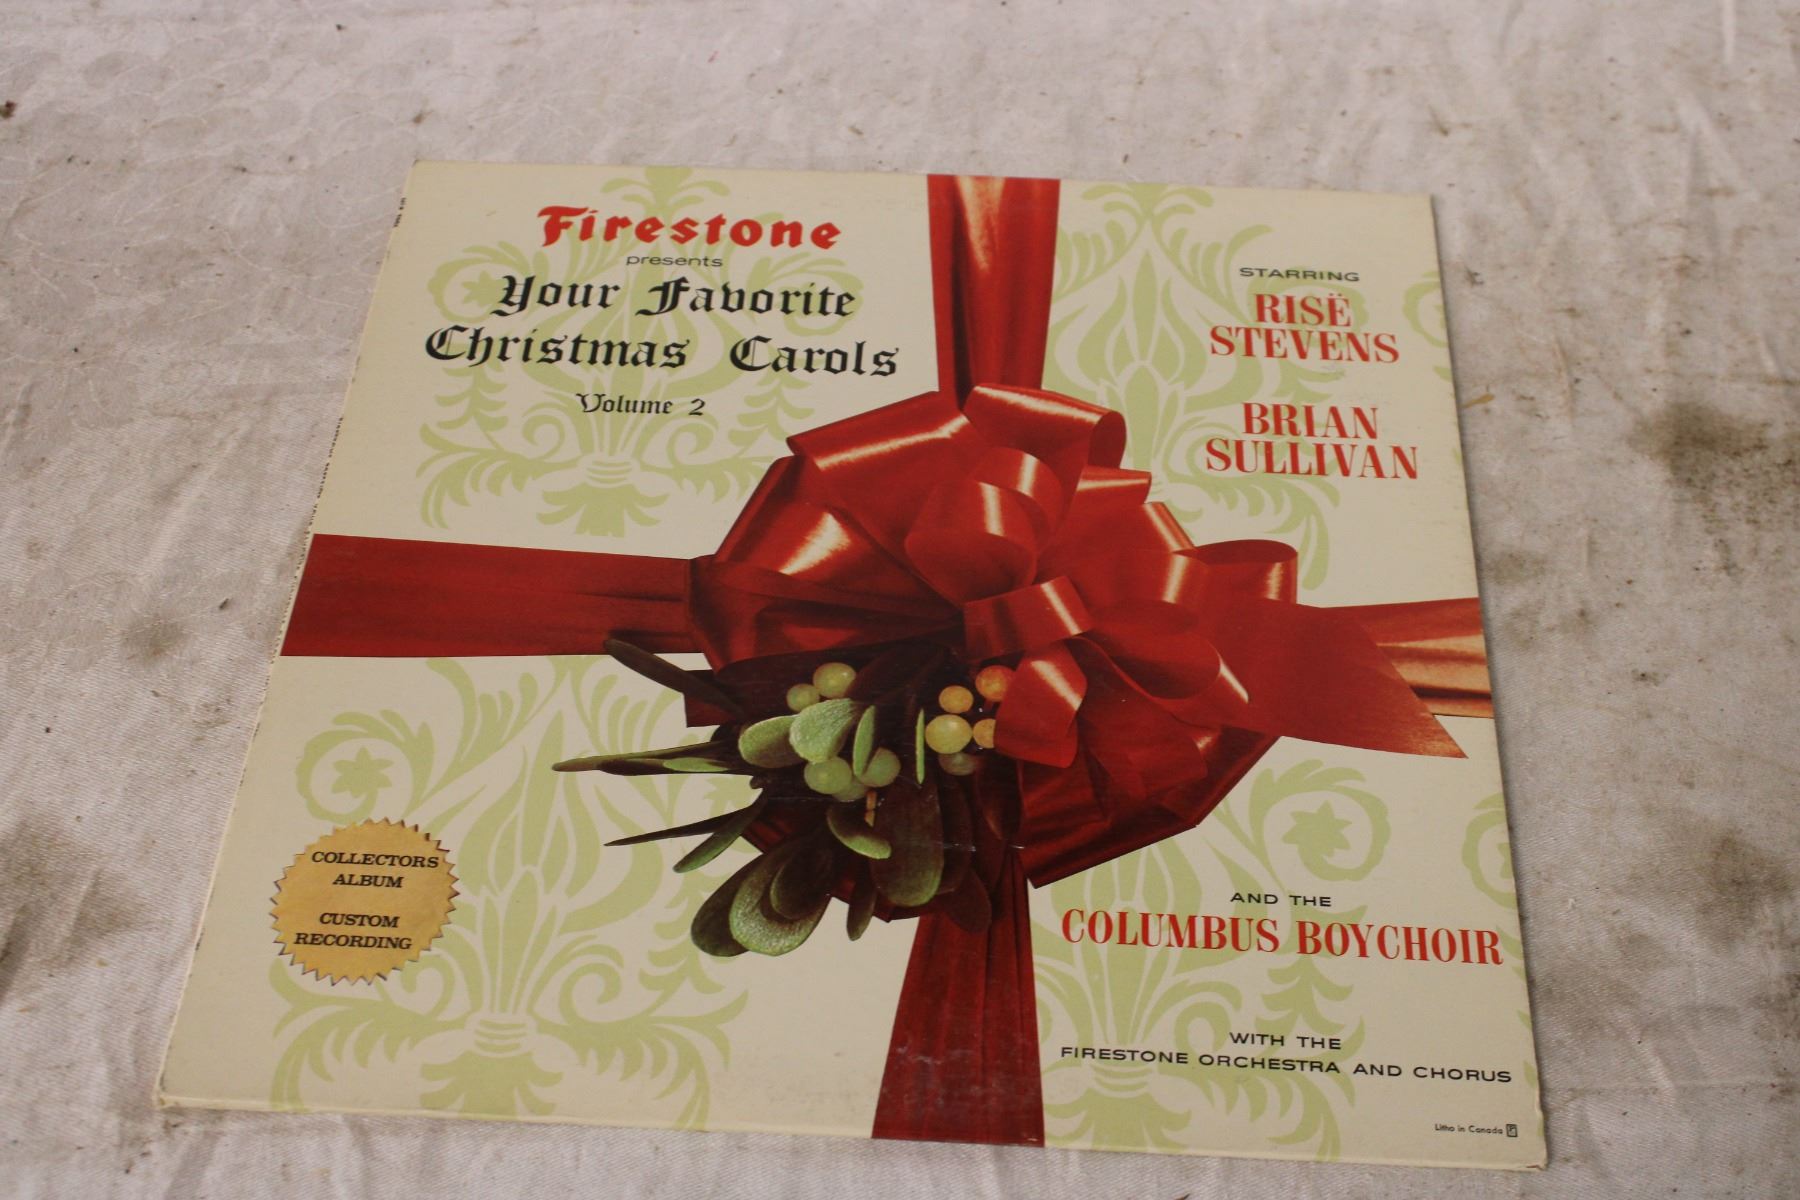 Firestone
presents
Your Favorite
Christmas Carols
Volume 2
STARRING
RISË
STEVENS
BRIAN
SULLIVAN
COLLECTORS
ALBUM
CUSTOM
RECORDING
AND THE
COLUMBUS BOYCHOIR
WITH THE
FIRESTONE ORCHESTRA AND CHORUS
Litho in Canada